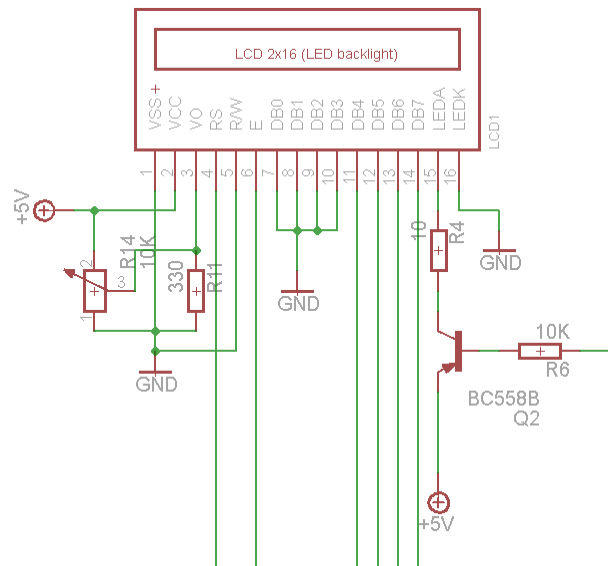 LCD 2x16 (LED backlight)
VSS +
VCC
VO
RS
R/W
E
DB0
DB1
DB2
DB3
DB4
DB5
DB6
DB7
LEDA
LEDK
LCD1
1
2
3
4
5
6
7
8
9
10
11
12
13
14
15
16
+5V
R14
10K
2
3
1
330
R11
GND
GND
10
R4
GND
10K
R6
BC558B
Q2
+5V